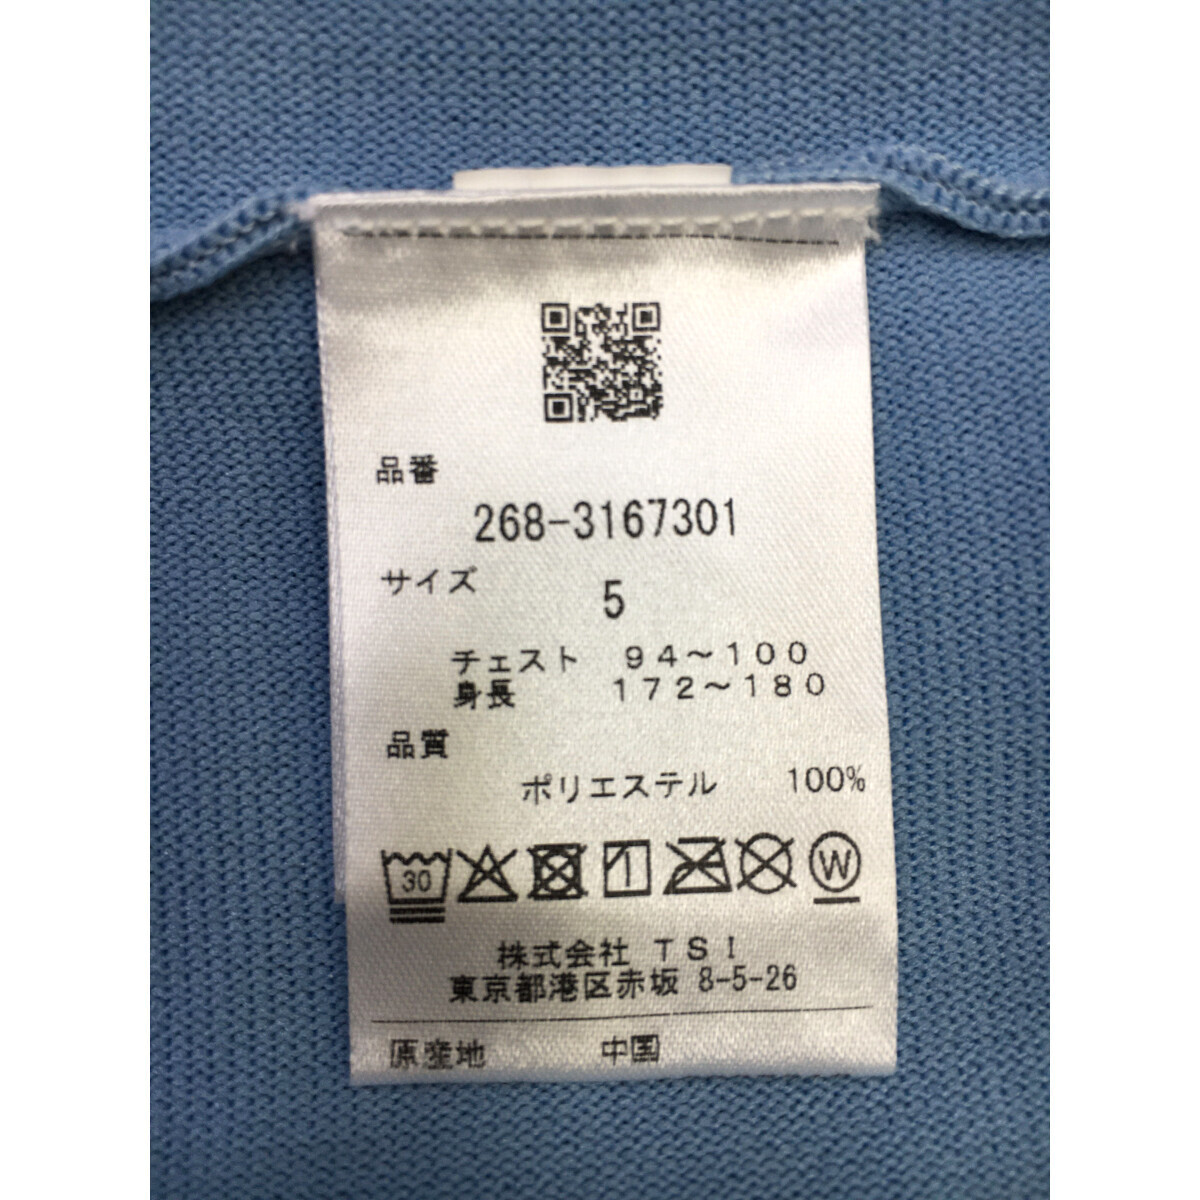 品番
268-3167301
サイズ 5
チェスト 94～100
身長 172～180
品質
ポリエステル 100%
30 W
株式会社 TSI
東京都港区赤坂 8-5-26
原産地 中国